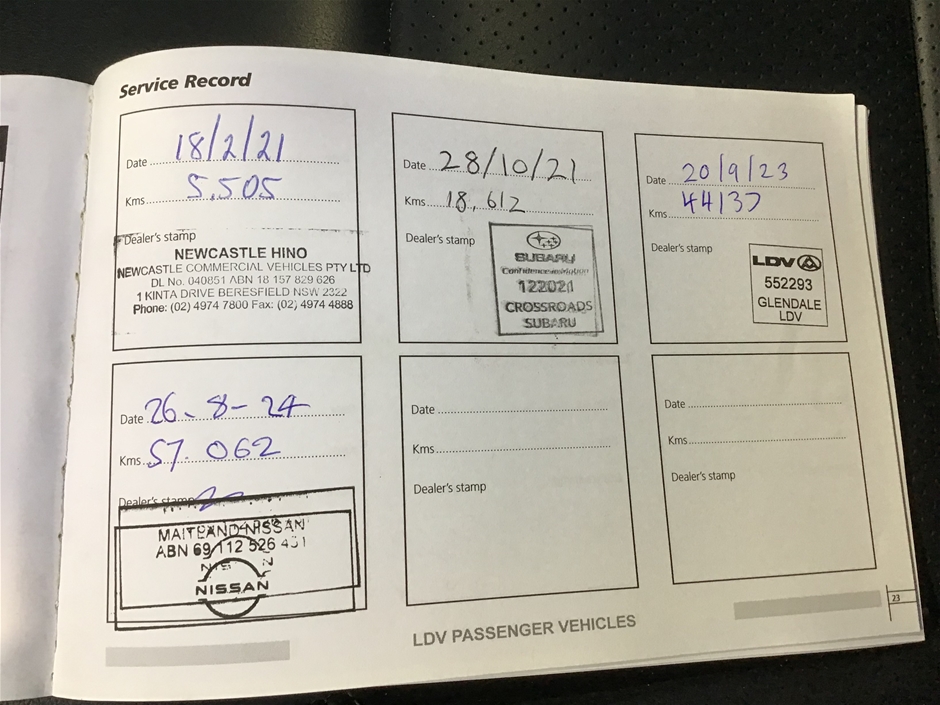 Service Record
Date 18/2/21
Kms 5,505
Dealer's stamp
NEWCASTLE HINO
NEWCASTLE COMMERCIAL VEHICLES PTY LTD
DL No. 040851 ABN 18 157 829 626
1 KINTA DRIVE BERESFIELD NSW 2322
Phone: (02) 4974 7800 Fax: (02) 4974 4888
Date 28/10/21
Kms 18,612
Dealer's stamp
SUBARU
122021
CROSSROADS
SUBARU
Date 20/9/23
Kms 44137
Dealer's stamp
LDV
552293
GLENDALE
LDV
Date 26-8-24
Kms 57.062
Dealer's stamp
MAITLAND NISSAN
ABN 69 112 526 431
NISSAN
Date
Kms
Dealer's stamp
Date
Kms
Dealer's stamp
LDV PASSENGER VEHICLES
23